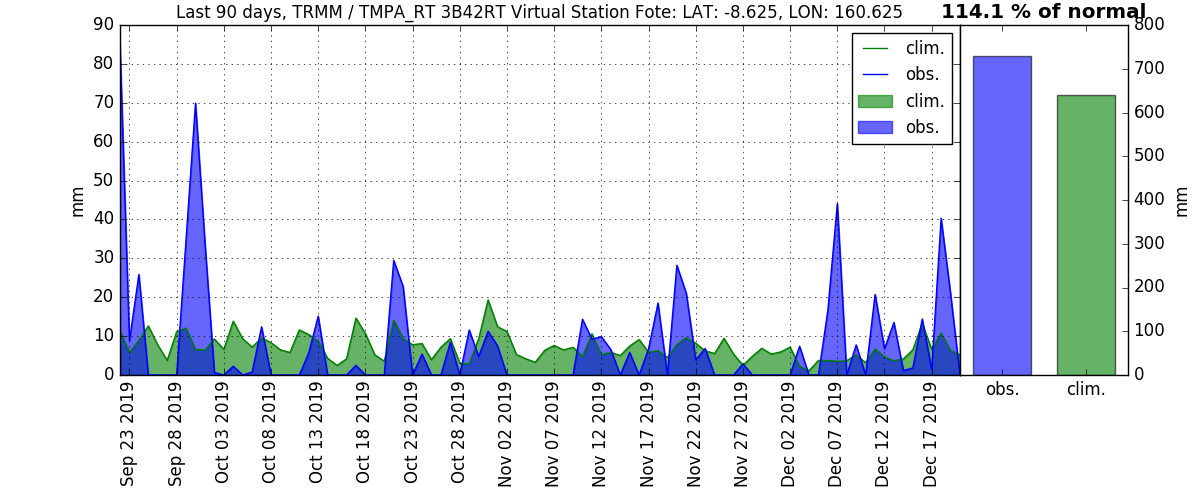 Last 90 days, TRMM / TMPA_RT 3B42RT Virtual Station Fote: LAT: -8.625, LON: 160.625
114.1 % of normal
90
80
70
60
50
40
30
20
10
0
mm
clim.
obs.
clim.
obs.
800
700
600
500
400
300
200
100
0
mm
Sep 23 2019
Sep 28 2019
Oct 03 2019
Oct 08 2019
Oct 13 2019
Oct 18 2019
Oct 23 2019
Oct 28 2019
Nov 02 2019
Nov 07 2019
Nov 12 2019
Nov 17 2019
Nov 22 2019
Nov 27 2019
Dec 02 2019
Dec 07 2019
Dec 12 2019
Dec 17 2019
obs.
clim.